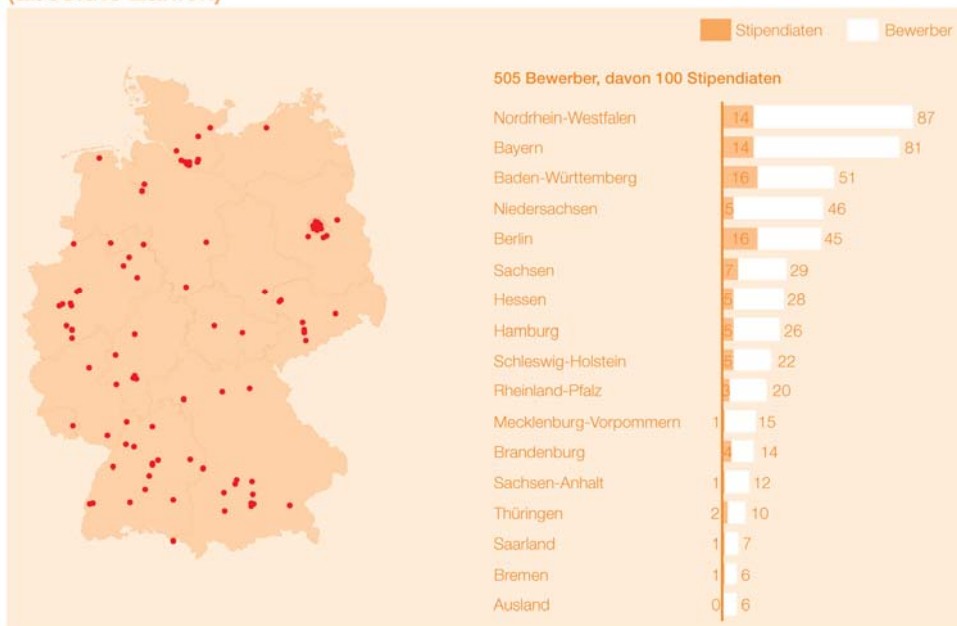 Stipendiaten Bewerber
505 Bewerber, davon 100 Stipendiaten
Nordrhein-Westfalen 14 87
Bayern 14 81
Baden-Württemberg 16 51
Niedersachsen 5 46
Berlin 16 45
Sachsen 7 29
Hessen 5 28
Hamburg 5 26
Schleswig-Holstein 5 22
Rheinland-Pfalz 3 20
Mecklenburg-Vorpommern 1 15
Brandenburg 4 14
Sachsen-Anhalt 1 12
Thüringen 2 10
Saarland 1 7
Bremen 1 6
Ausland 0 6